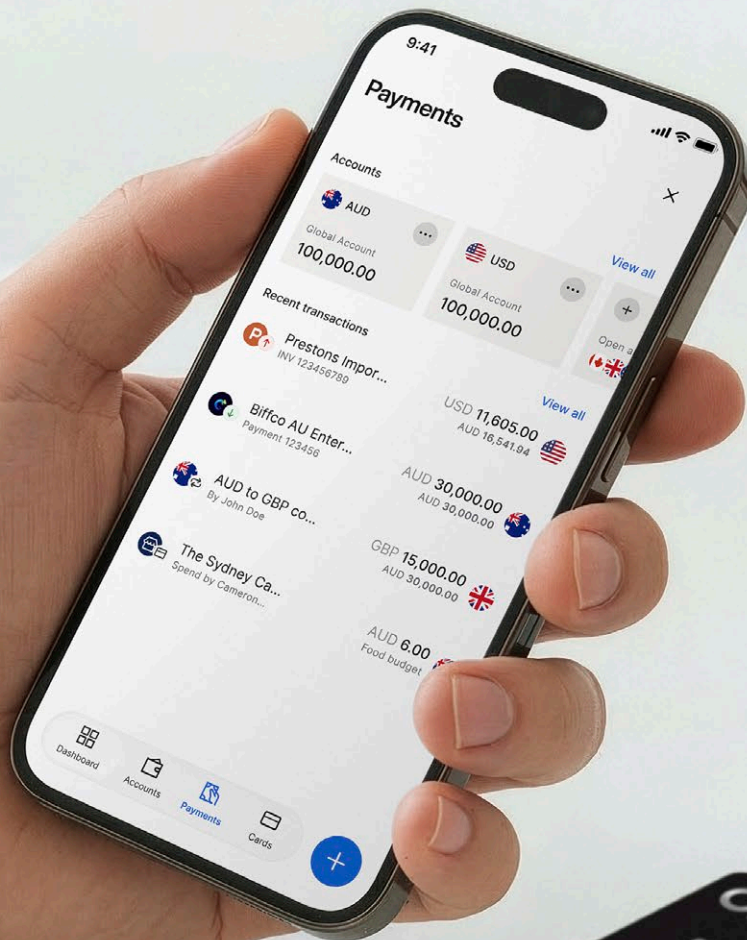 9:41
Payments
Accounts
View all
AUD
Global Account
100,000.00
USD
Global Account
100,000.00
Open a
Recent transactions
View all
P
Prestons Impor...
INV 123456789
USD 11,605.00
AUD 16,541.94
Biffco AU Enter...
Payment 123456
AUD 30,000.00
AUD 30,000.00
AUD to GBP co...
By John Doe
GBP 15,000.00
AUD 30,000.00
The Sydney Ca...
Spend by Cameron...
AUD 6.00
Food budget
Dashboard
Accounts
Payments
Cards